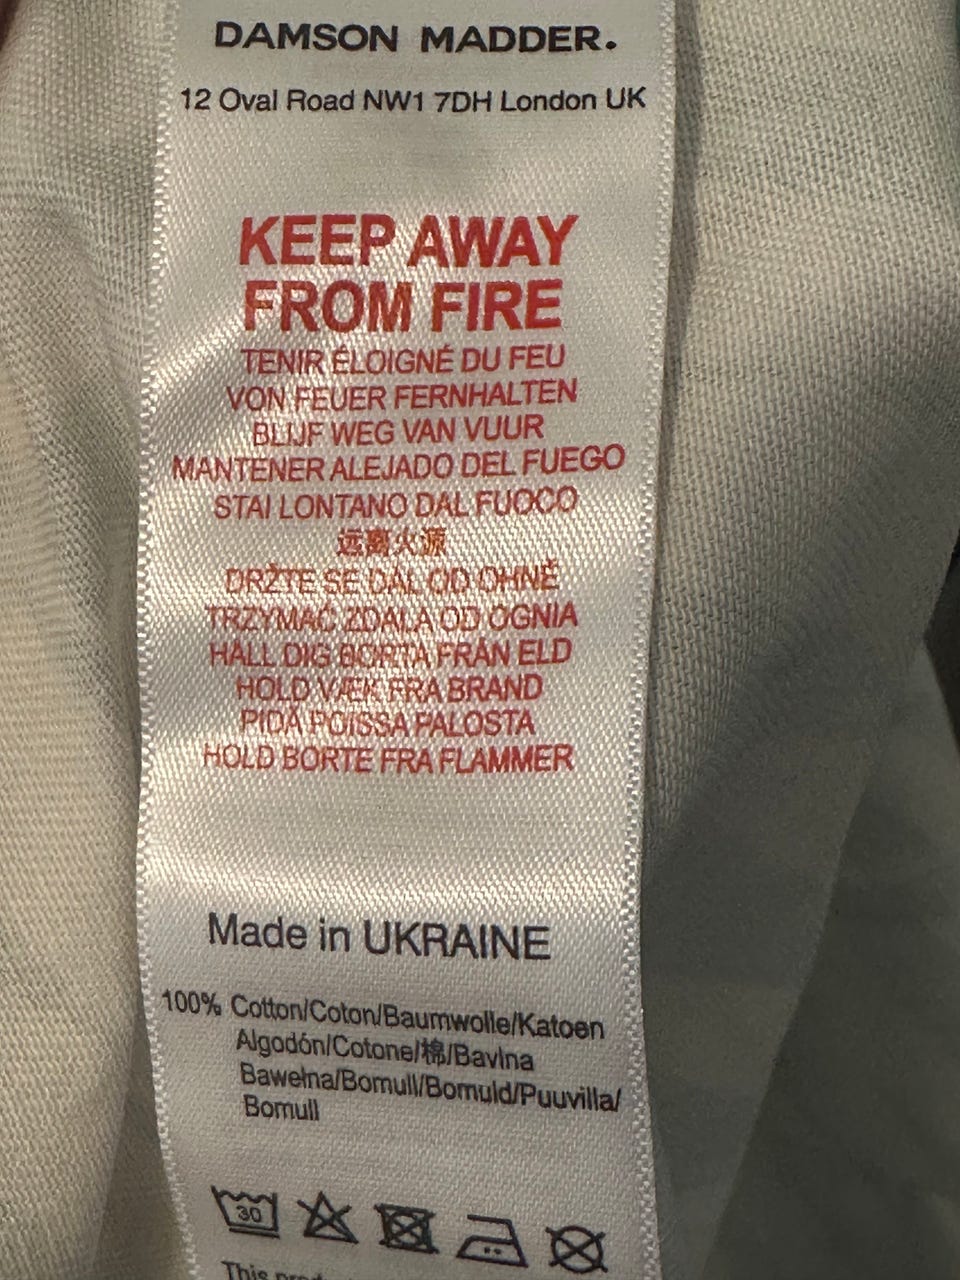 DAMSON MADDER.
12 Oval Road NW1 7DH London UK
KEEP AWAY
FROM FIRE
TENIR ÉLOIGNÉ DU FEU
VON FEUER FERNHALTEN
BLIJF WEG VAN VUUR
MANTENER ALEJADO DEL FUEGO
STAI LONTANO DAL FUOCO
远离火源
DRŽTE SE DÁL OD OHNĚ
TRZYMAĆ ZDALA OD OGNIA
HÅLL DIG BORTA FRÅN ELD
HOLD VÆK FRA BRAND
PIDÄ POISSA PALOSTA
HOLD BORTE FRA FLAMMER
Made in UKRAINE
100% Cotton/Coton/Baumwolle/Katoen
Algodón/Cotone/棉/Bavlna
Bawełna/Bomull/Bomuld/Puuvilla/
Bomull
30
This